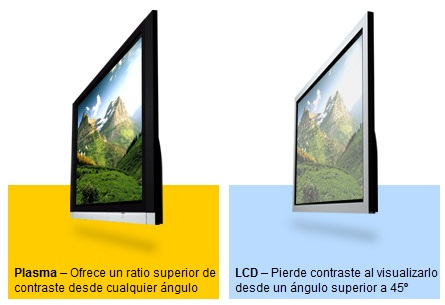 Plasma – Ofrece un ratio superior de
contraste desde cualquier ángulo
LCD – Pierde contraste al visualizarlo
desde un ángulo superior a 45º